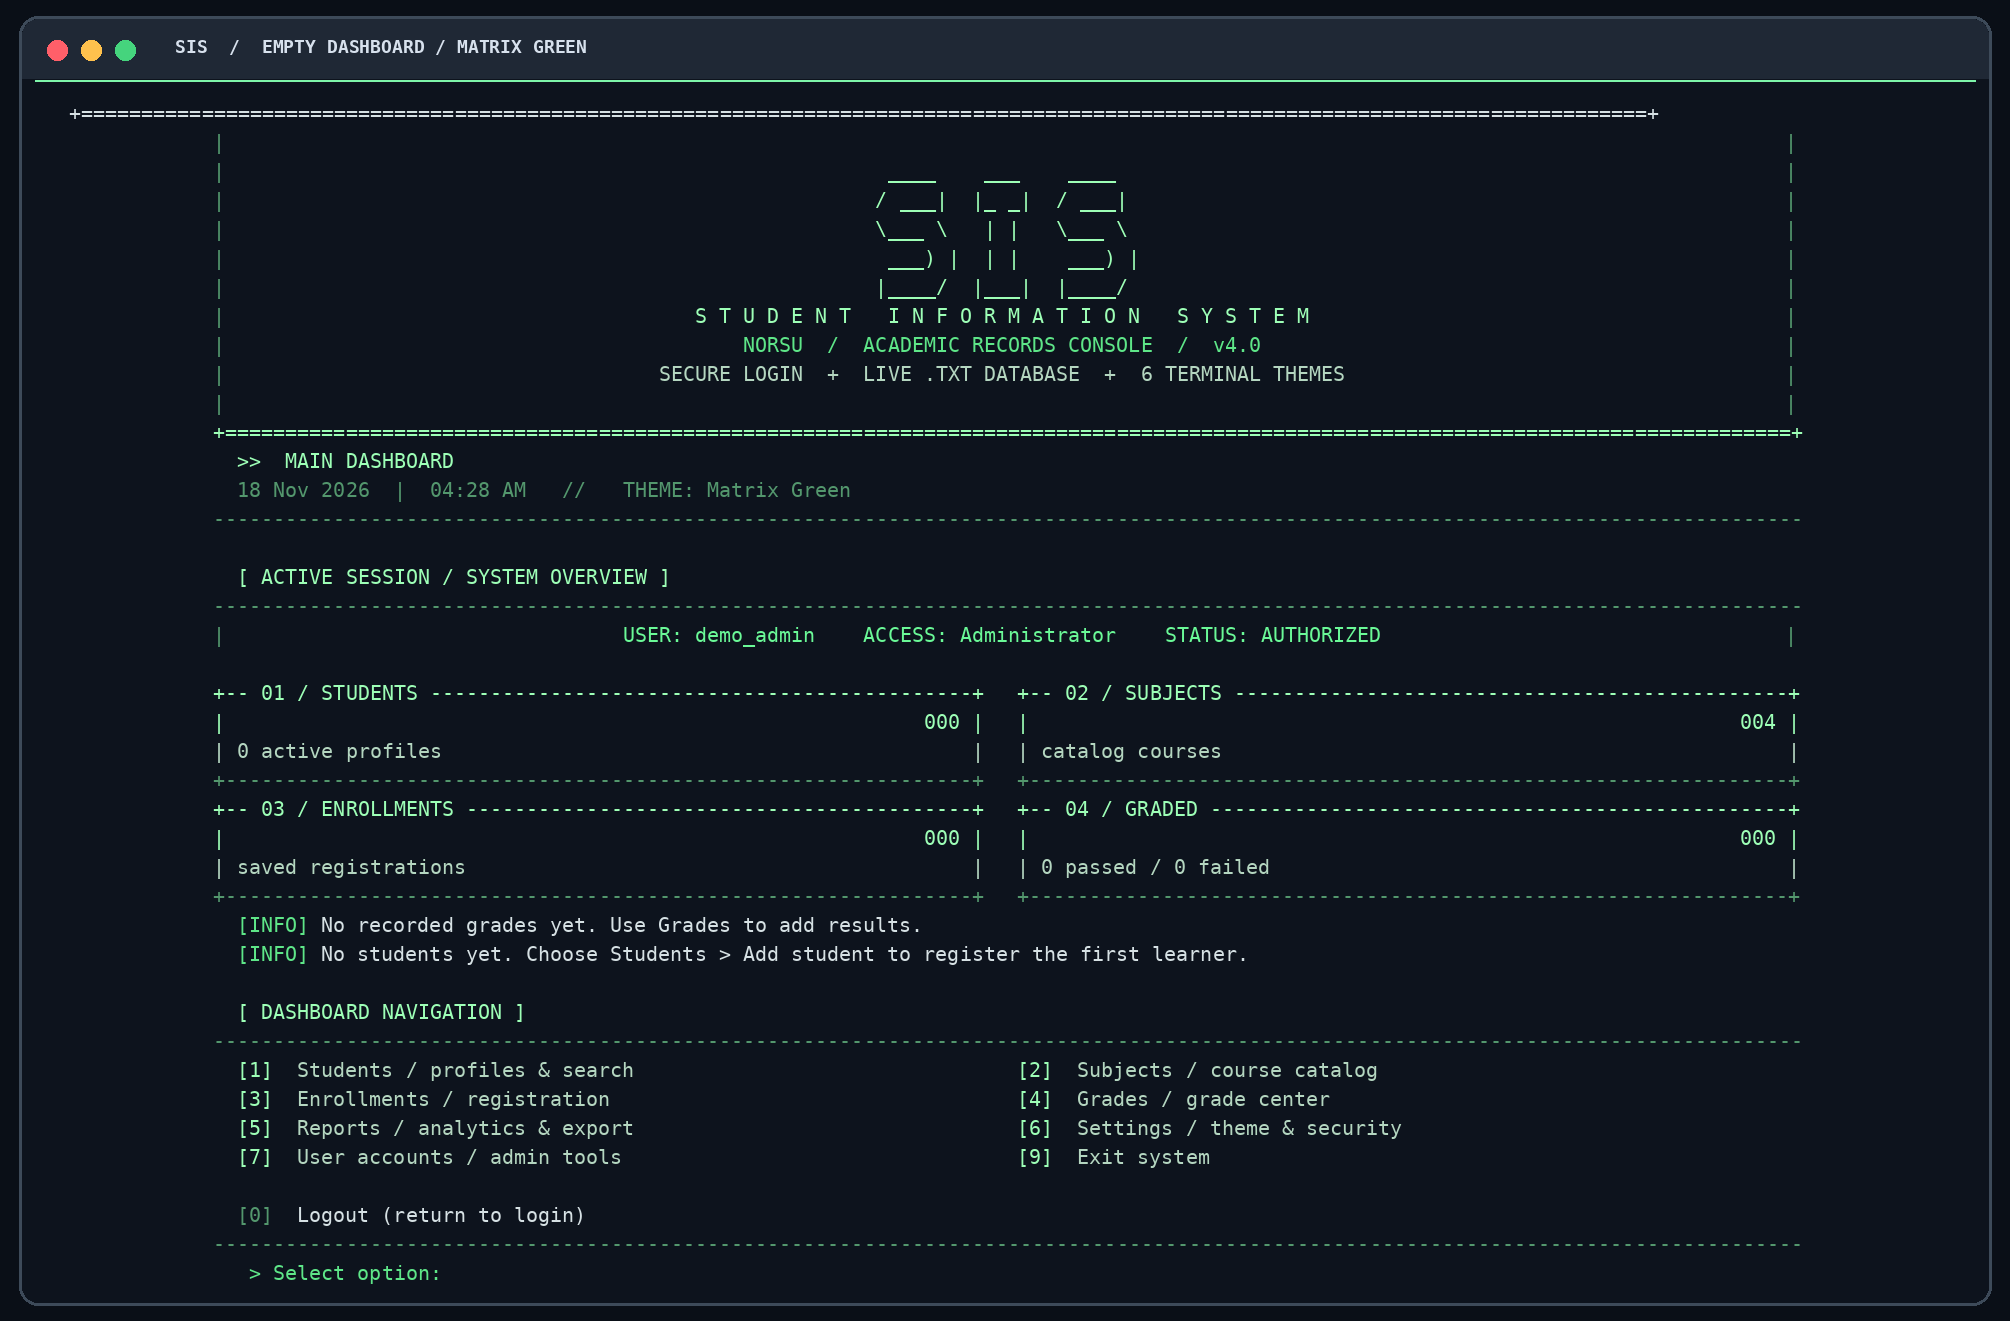 SIS  /  EMPTY DASHBOARD / MATRIX GREEN
S T U D E N T   I N F O R M A T I O N   S Y S T E M
NORSU  /  ACADEMIC RECORDS CONSOLE  /  v4.0
SECURE LOGIN  +  LIVE .TXT DATABASE  +  6 TERMINAL THEMES
>>  MAIN DASHBOARD
18 Nov 2026  |  04:28 AM   //   THEME: Matrix Green
[ ACTIVE SESSION / SYSTEM OVERVIEW ]
USER: demo_admin    ACCESS: Administrator    STATUS: AUTHORIZED
01 / STUDENTS
000
0 active profiles
02 / SUBJECTS
004
catalog courses
03 / ENROLLMENTS
000
saved registrations
04 / GRADED
000
0 passed / 0 failed
[INFO] No recorded grades yet. Use Grades to add results.
[INFO] No students yet. Choose Students > Add student to register the first learner.
[ DASHBOARD NAVIGATION ]
[1]  Students / profiles & search
[2]  Subjects / course catalog
[3]  Enrollments / registration
[4]  Grades / grade center
[5]  Reports / analytics & export
[6]  Settings / theme & security
[7]  User accounts / admin tools
[9]  Exit system
[0]  Logout (return to login)
> Select option: